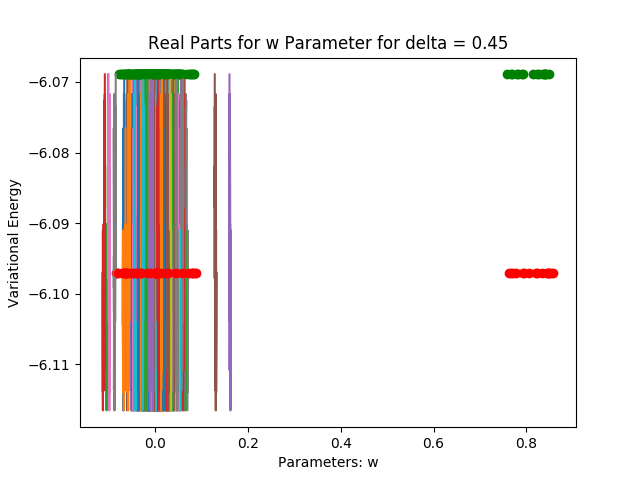 Real Parts for w Parameter for delta = 0.45
Variational Energy
−6.07
−6.08
−6.09
−6.10
−6.11
0.0 0.2 0.4 0.6 0.8
Parameters: w